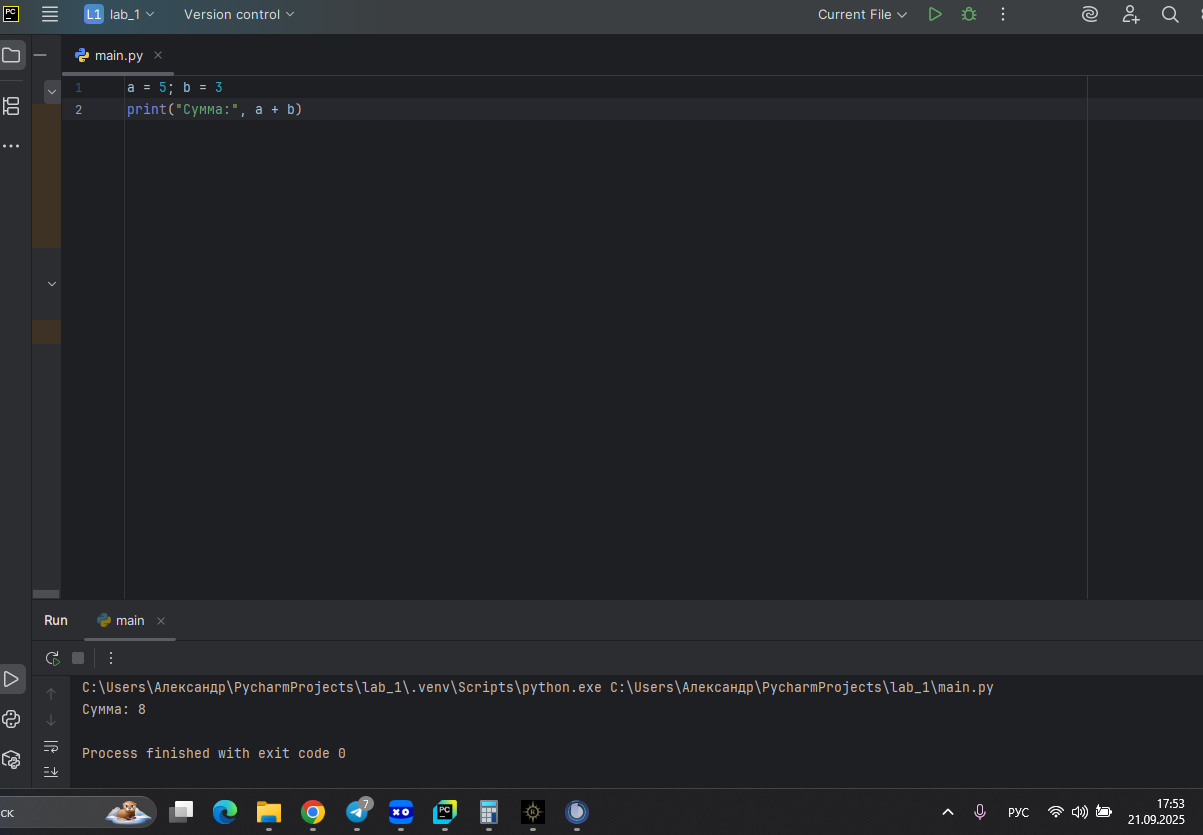 PC L1 lab_1 Version control Current File
main.py
1 a = 5; b = 3
2 print("Сумма:", a + b)
Run main
C:\Users\Александр\PycharmProjects\lab_1\.venv\Scripts\python.exe C:\Users\Александр\PycharmProjects\lab_1\main.py
Сумма: 8
Process finished with exit code 0
ск 7 PC РУС 17:53
21.09.2025